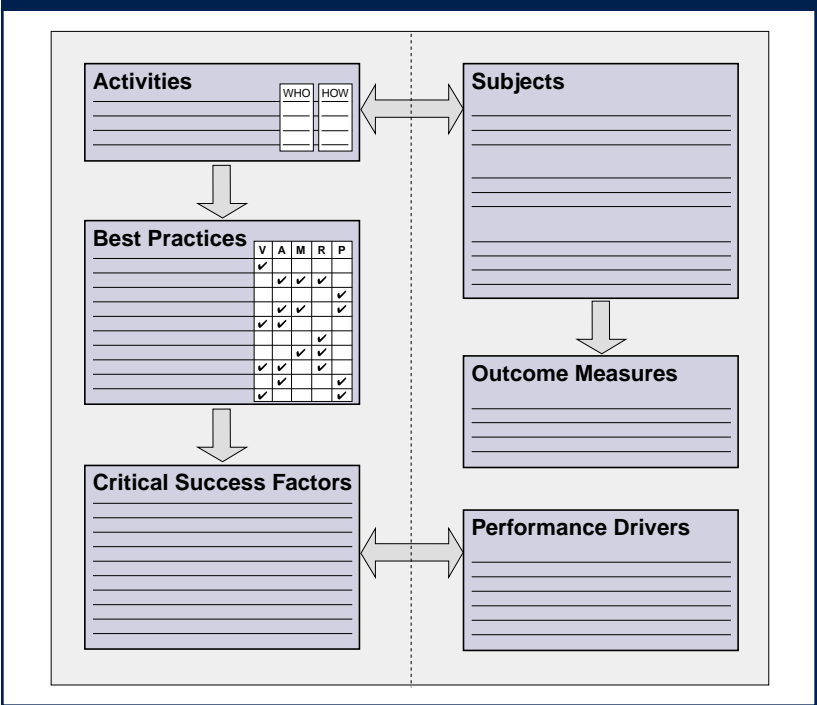 Activities
WHO HOW
Best Practices
V A M R P
✔
✔ ✔ ✔
✔
✔ ✔ ✔
✔ ✔
✔
✔ ✔
✔ ✔ ✔
✔ ✔
✔ ✔
Critical Success Factors
Subjects
Outcome Measures
Performance Drivers